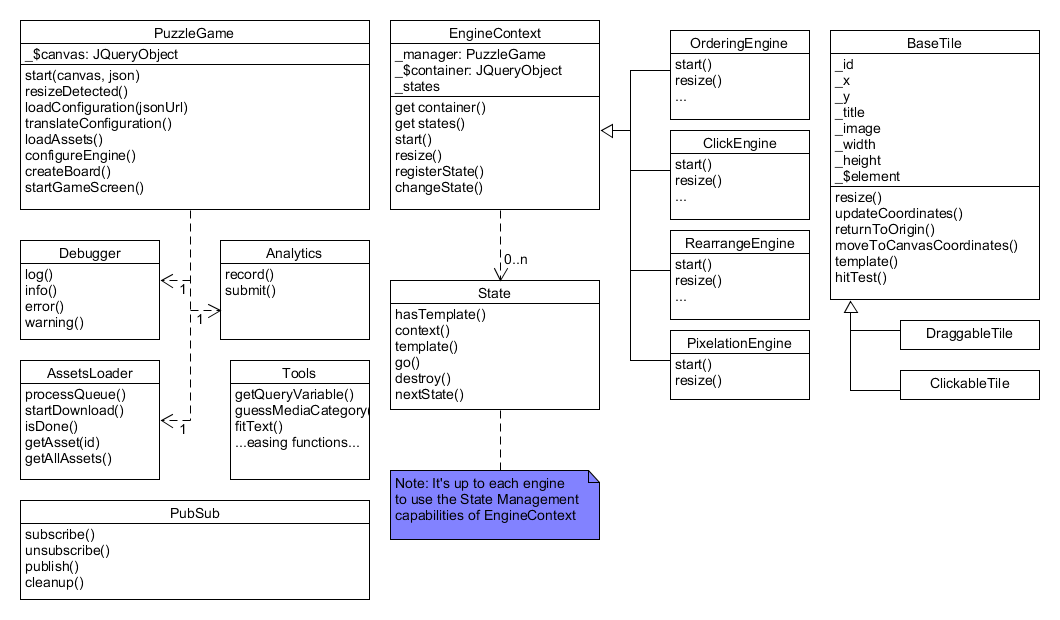 PuzzleGame
_$canvas: JQueryObject
start(canvas, json)
resizeDetected()
loadConfiguration(jsonUrl)
translateConfiguration()
loadAssets()
configureEngine()
createBoard()
startGameScreen()
Debugger
log()
info()
error()
warning()
1
Analytics
record()
submit()
1
AssetsLoader
processQueue()
startDownload()
isDone()
getAsset(id)
getAllAssets()
1
Tools
getQueryVariable()
guessMediaCategory(
fitText()
...easing functions...
PubSub
subscribe()
unsubscribe()
publish()
cleanup()
EngineContext
_manager: PuzzleGame
_$container: JQueryObject
_states
get container()
get states()
start()
resize()
registerState()
changeState()
0..n
State
hasTemplate()
context()
template()
go()
destroy()
nextState()
Note: It's up to each engine
to use the State Management
capabilities of EngineContext
OrderingEngine
start()
resize()
...
ClickEngine
start()
resize()
...
RearrangeEngine
start()
resize()
...
PixelationEngine
start()
resize()
BaseTile
_id
_x
_y
_title
_image
_width
_height
_$element
resize()
updateCoordinates()
returnToOrigin()
moveToCanvasCoordinates()
template()
hitTest()
DraggableTile
ClickableTile